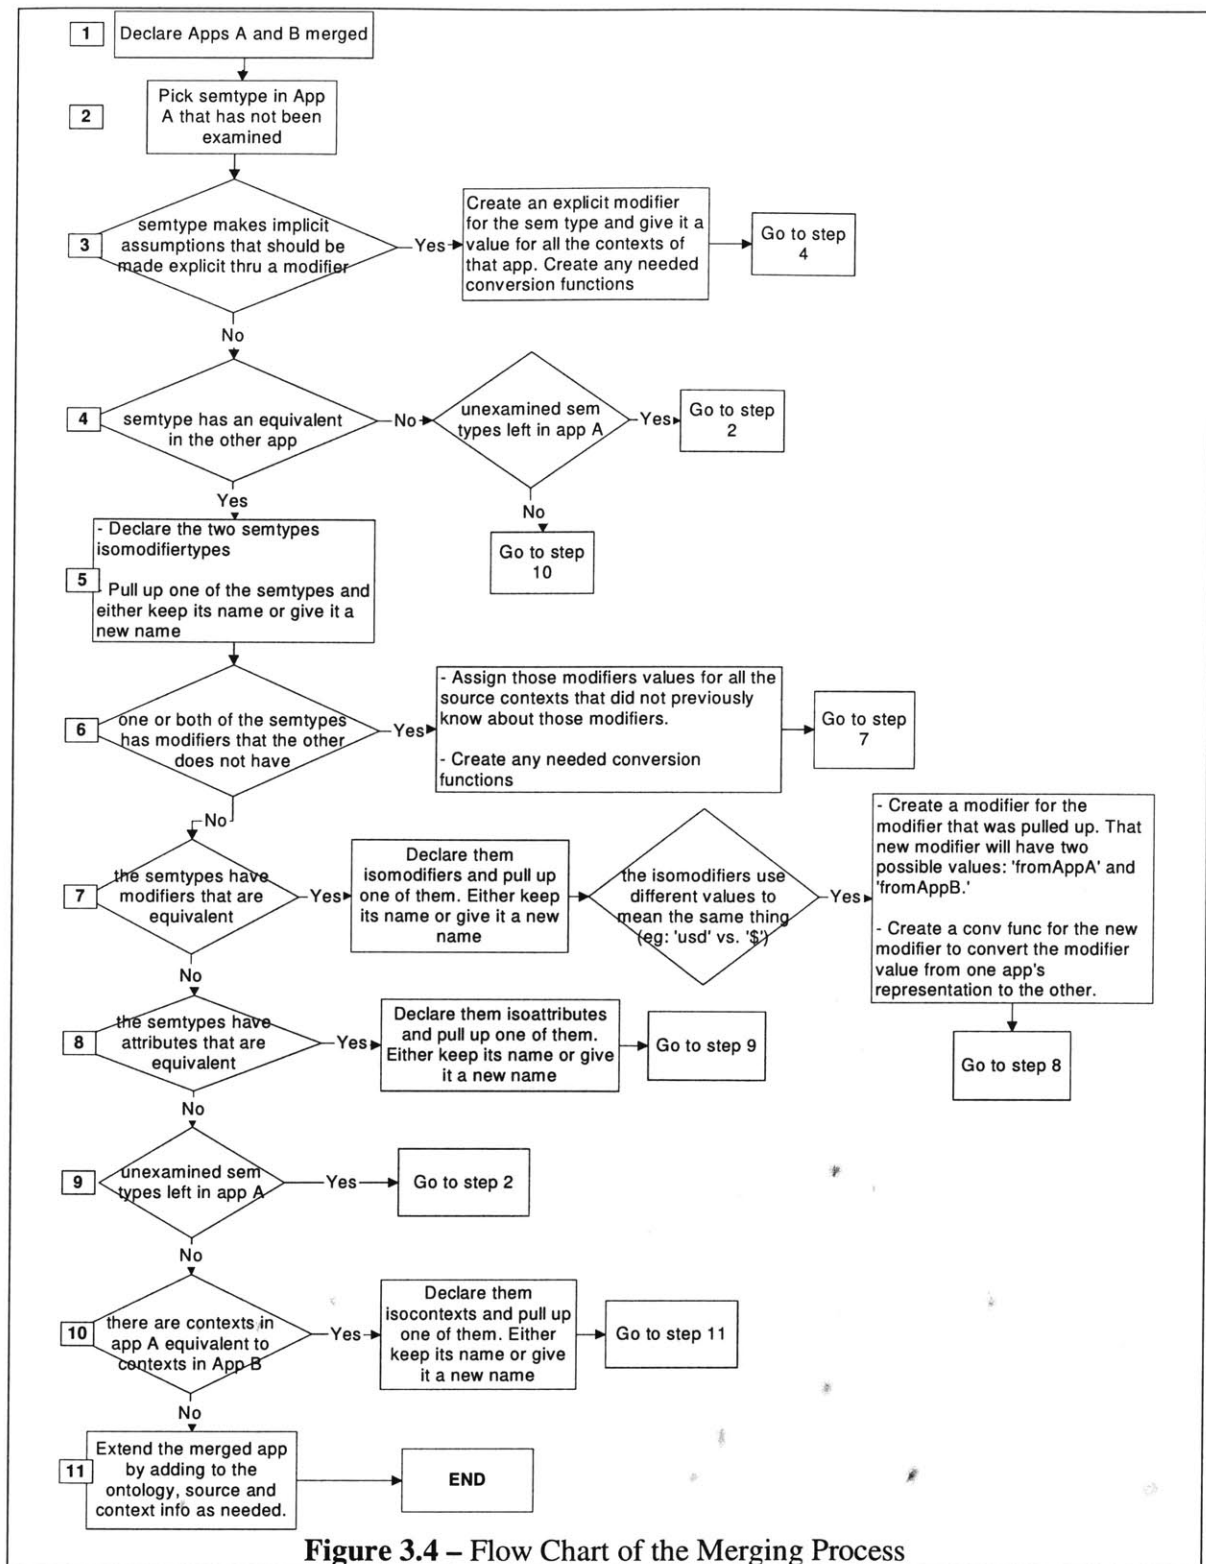 1
Declare Apps A and B merged
2
Pick semtype in App
A that has not been
examined
3
semtype makes implicit
assumptions that should be
made explicit thru a modifier
Yes
Create an explicit modifier
for the sem type and give it a
value for all the contexts of
that app. Create any needed
conversion functions
Go to step
4
No
4
semtype has an equivalent
in the other app
No
unexamined sem
types left in app A
Yes
Go to step
2
No
Go to step
10
Yes
5
- Declare the two semtypes
isomodifiertypes
- Pull up one of the semtypes and
either keep its name or give it a
new name
6
one or both of the semtypes
has modifiers that the other
does not have
Yes
- Assign those modifiers values for all the
source contexts that did not previously
know about those modifiers.
- Create any needed conversion
functions
Go to step
7
No
7
the semtypes have
modifiers that are
equivalent
Yes
Declare them
isomodifiers and pull up
one of them. Either keep
its name or give it a new
name
the isomodifiers use
different values to
mean the same thing
(eg: 'usd' vs. '$')
Yes
- Create a modifier for the
modifier that was pulled up. That
new modifier will have two
possible values: 'fromAppA' and
'fromAppB.'
- Create a conv func for the new
modifier to convert the modifier
value from one app's
representation to the other.
Go to step 8
No
8
the semtypes have
attributes that are
equivalent
Yes
Declare them isoattributes
and pull up one of them.
Either keep its name or give
it a new name
Go to step 9
No
9
unexamined sem
types left in app A
Yes
Go to step 2
No
10
there are contexts in
app A equivalent to
contexts in App B
Yes
Declare them
isocontexts and pull up
one of them. Either
keep its name or give
it a new name
Go to step 11
No
11
Extend the merged app
by adding to the
ontology, source and
context info as needed.
END
Figure 3.4 – Flow Chart of the Merging Process